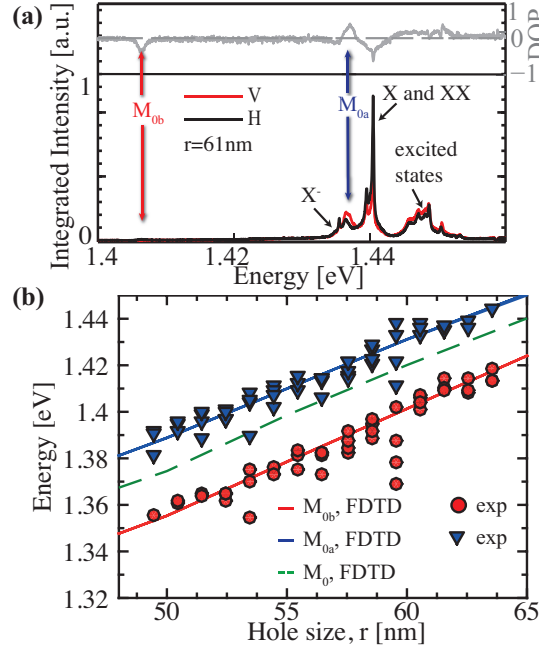 (a)
1
0
−1
DOP
Integrated Intensity [a.u.]
1
0
M0b
V
H
r=61nm
M0a
X and XX
X-
excited
states
1.4
1.42
1.44
Energy [eV]
(b)
Energy [eV]
1.44
1.42
1.4
1.38
1.36
1.34
1.32
M0b, FDTD
exp
M0a, FDTD
exp
M0, FDTD
50
55
60
65
Hole size, r [nm]